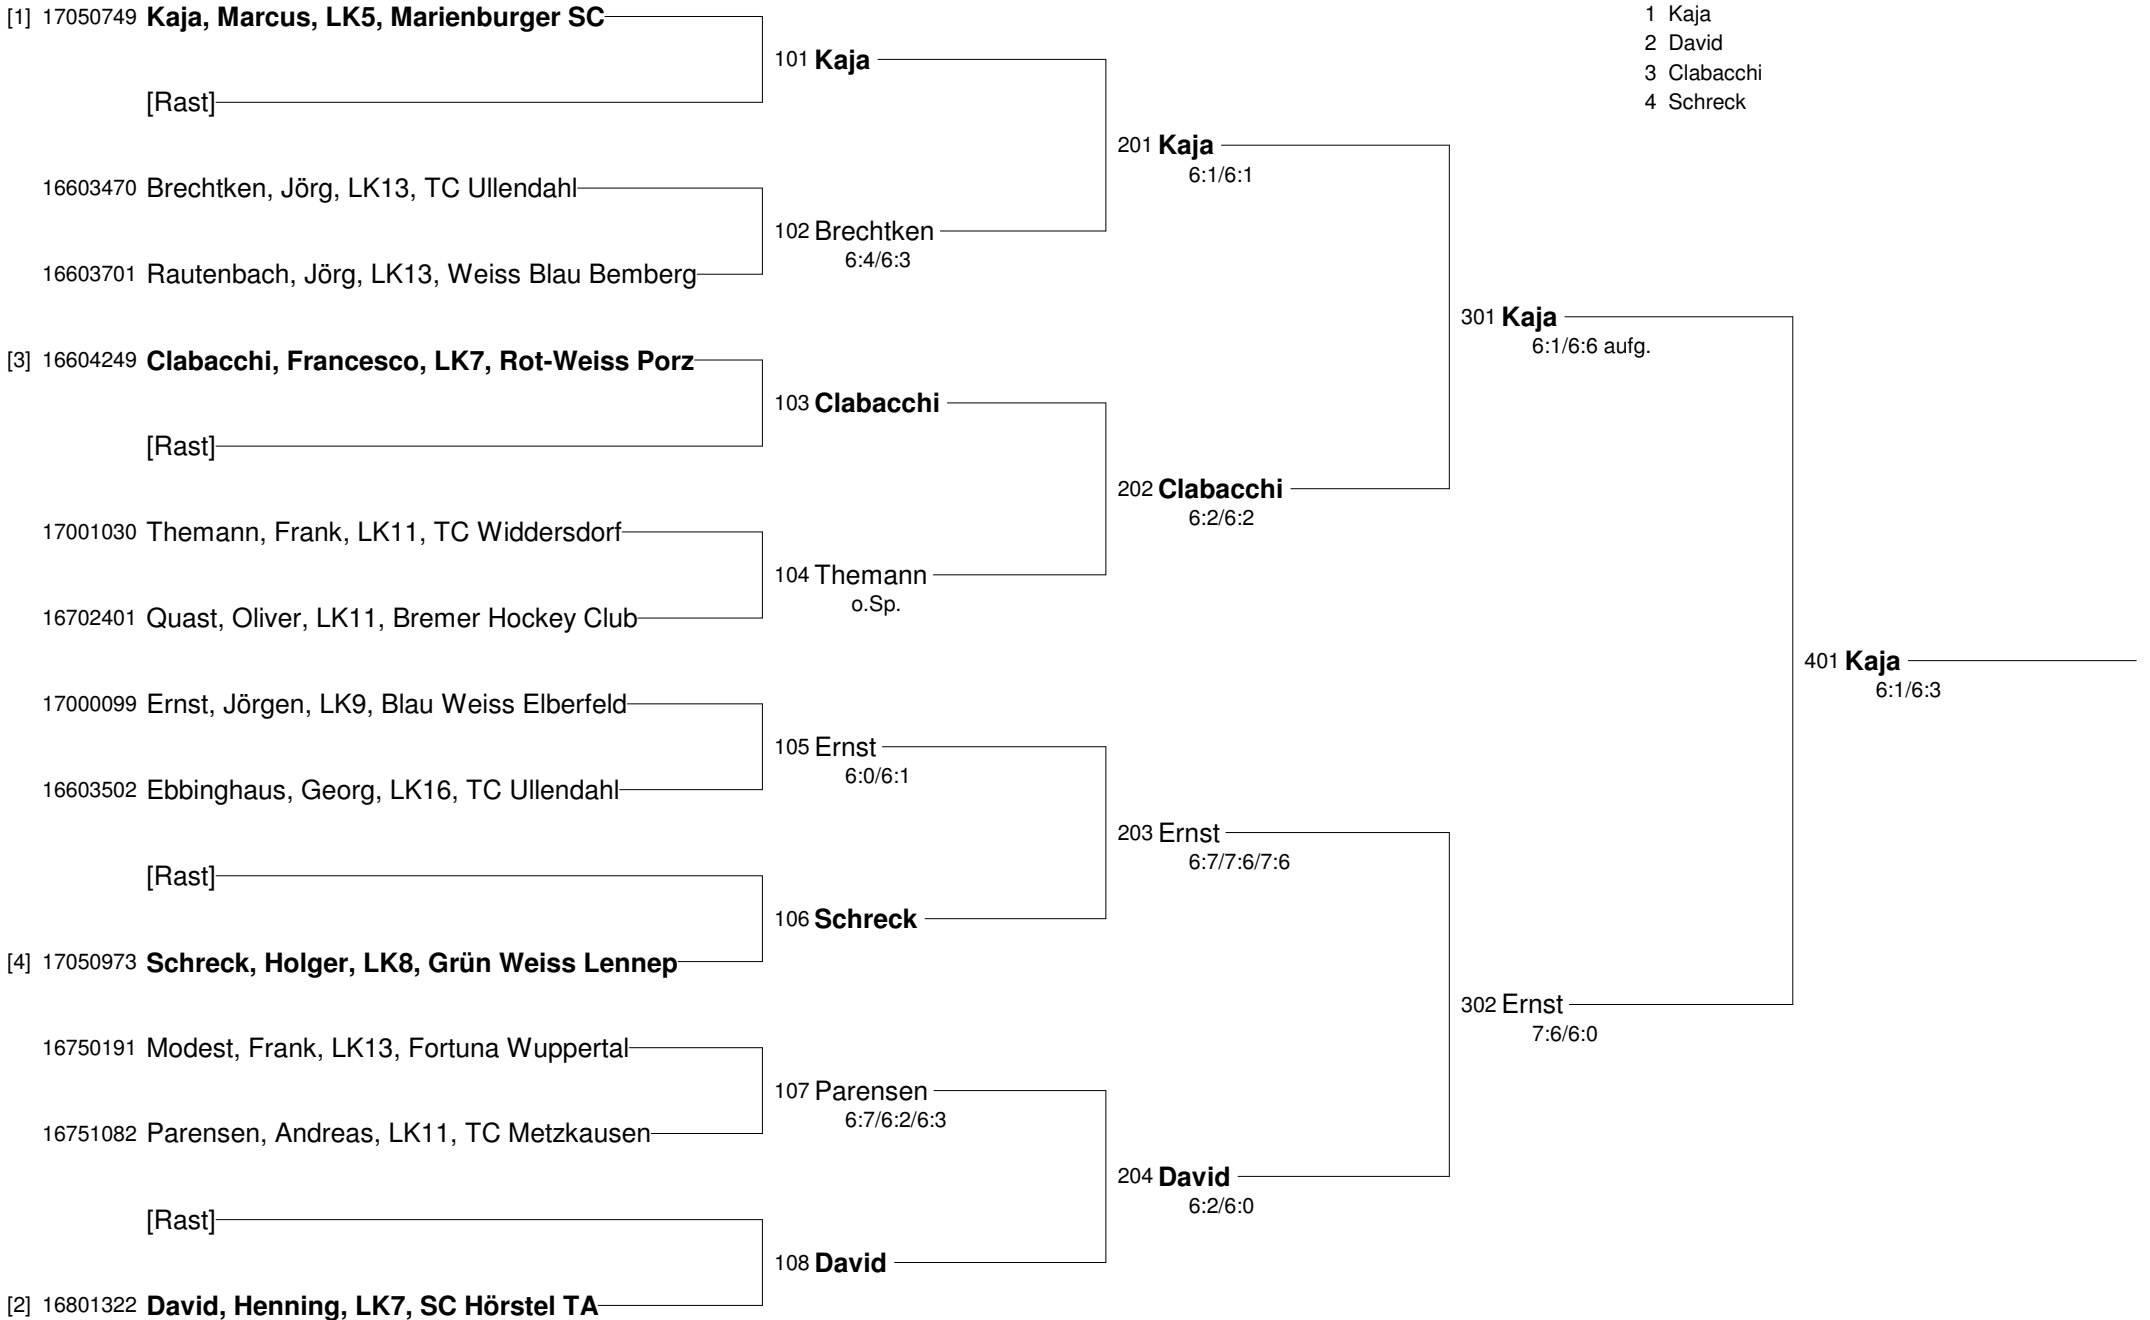 [1] 17050749 Kaja, Marcus, LK5, Marienburger SC
[Rast]
16603470 Brechtken, Jörg, LK13, TC Ullendahl
16603701 Rautenbach, Jörg, LK13, Weiss Blau Bemberg
[3] 16604249 Clabacchi, Francesco, LK7, Rot-Weiss Porz
[Rast]
17001030 Themann, Frank, LK11, TC Widdersdorf
16702401 Quast, Oliver, LK11, Bremer Hockey Club
17000099 Ernst, Jörgen, LK9, Blau Weiss Elberfeld
16603502 Ebbinghaus, Georg, LK16, TC Ullendahl
[Rast]
[4] 17050973 Schreck, Holger, LK8, Grün Weiss Lennep
16750191 Modest, Frank, LK13, Fortuna Wuppertal
16751082 Parensen, Andreas, LK11, TC Metzkausen
[Rast]
[2] 16801322 David, Henning, LK7, SC Hörstel TA
101 Kaja
102 Brechtken
6:4/6:3
103 Clabacchi
104 Themann
o.Sp.
105 Ernst
6:0/6:1
106 Schreck
107 Parensen
6:7/6:2/6:3
108 David
201 Kaja
6:1/6:1
202 Clabacchi
6:2/6:2
203 Ernst
6:7/7:6/7:6
204 David
6:2/6:0
301 Kaja
6:1/6:6 aufg.
302 Ernst
7:6/6:0
401 Kaja
6:1/6:3
1 Kaja
2 David
3 Clabacchi
4 Schreck